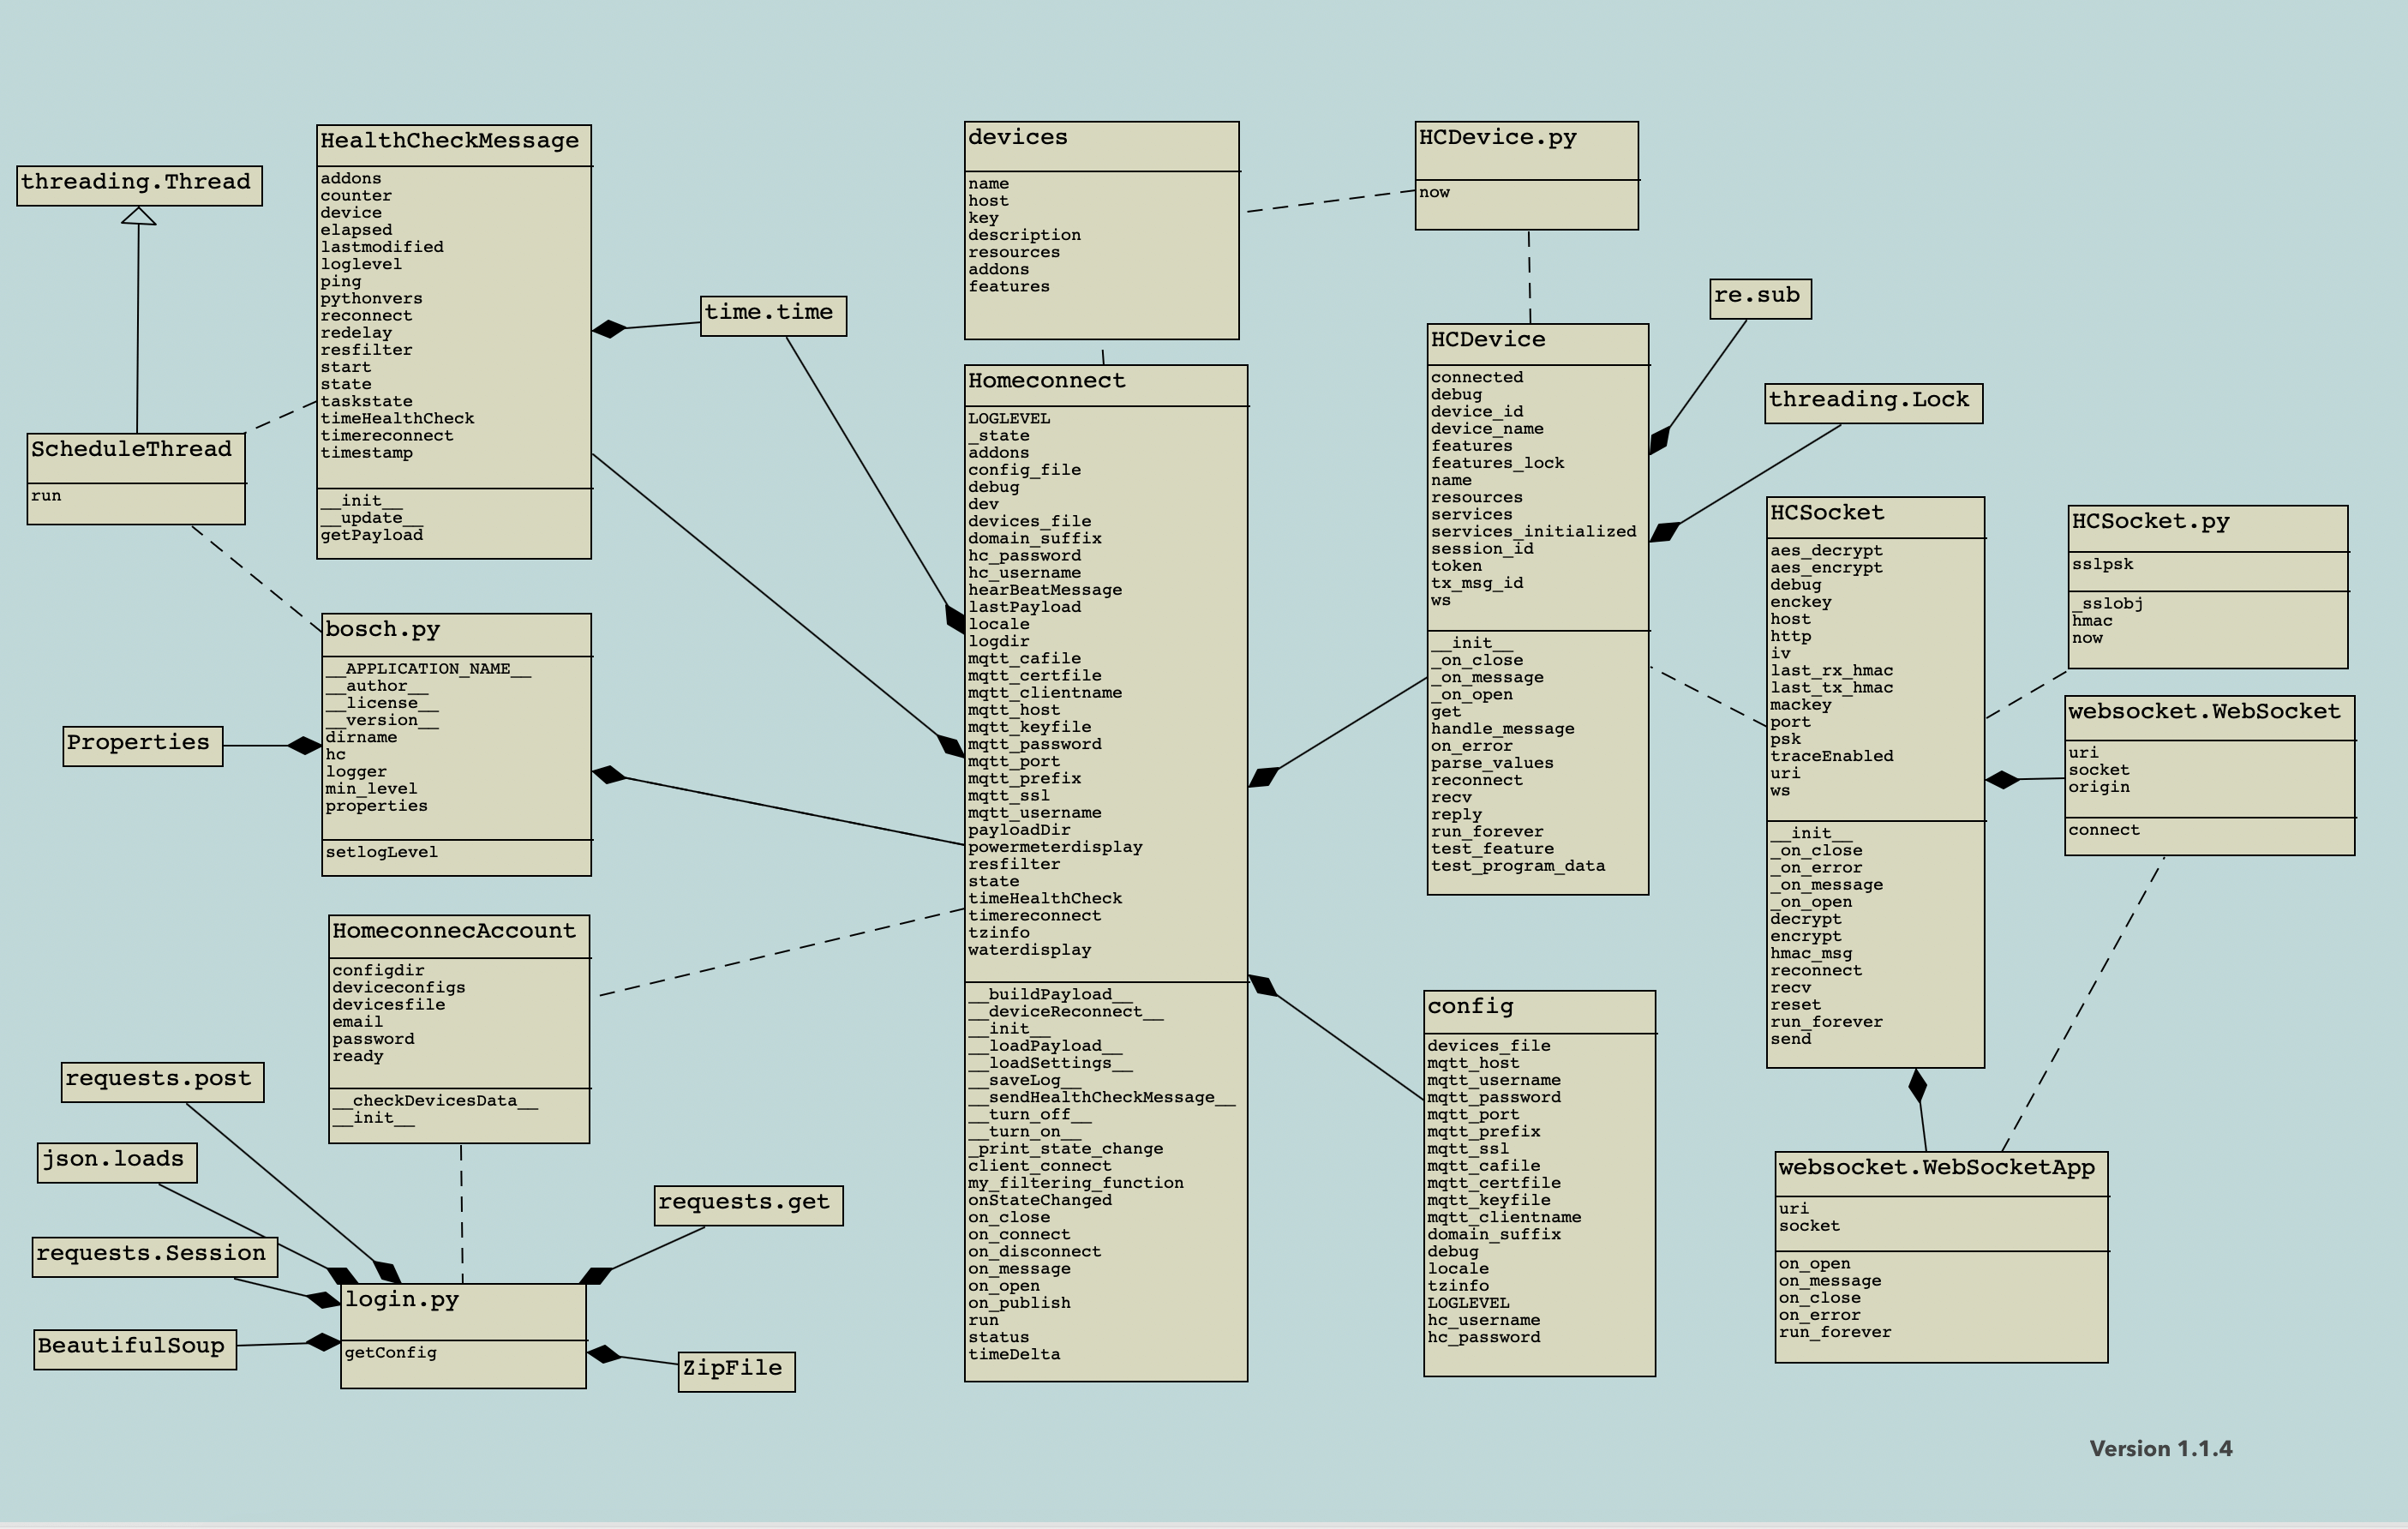 threading.Thread
ScheduleThread
run
HealthCheckMessage
addons
counter
device
elapsed
lastmodified
loglevel
ping
pythonvers
reconnect
redelay
resfilter
start
state
taskstate
timeHealthCheck
timereconnect
timestamp
__init__
__update__
getPayload
time.time
bosch.py
__APPLICATION_NAME__
__author__
__license__
__version__
dirname
hc
logger
min_level
properties
setlogLevel
Properties
HomeconnecAccount
configdir
deviceconfigs
devicesfile
email
password
ready
__checkDevicesData__
__init__
requests.post
json.loads
requests.Session
BeautifulSoup
login.py
getConfig
requests.get
ZipFile
devices
name
host
key
description
resources
addons
features
Homeconnect
LOGLEVEL
_state
addons
config_file
debug
dev
devices_file
domain_suffix
hc_password
hc_username
hearBeatMessage
lastPayload
locale
logdir
mqtt_cafile
mqtt_certfile
mqtt_clientname
mqtt_host
mqtt_keyfile
mqtt_password
mqtt_port
mqtt_prefix
mqtt_ssl
mqtt_username
payloadDir
powermeterdisplay
resfilter
state
timeHealthCheck
timereconnect
tzinfo
waterdisplay
__buildPayload__
__deviceReconnect__
__init__
__loadPayload__
__loadSettings__
__saveLog__
__sendHealthCheckMessage__
__turn_off__
__turn_on__
_print_state_change
client_connect
my_filtering_function
onStateChanged
on_close
on_connect
on_disconnect
on_message
on_open
on_publish
run
status
timeDelta
HCDevice.py
now
HCDevice
connected
debug
device_id
device_name
features
features_lock
name
resources
services
services_initialized
session_id
token
tx_msg_id
ws
__init__
_on_close
_on_message
_on_open
get
handle_message
on_error
parse_values
reconnect
recv
reply
run_forever
test_feature
test_program_data
re.sub
threading.Lock
config
devices_file
mqtt_host
mqtt_username
mqtt_password
mqtt_port
mqtt_prefix
mqtt_ssl
mqtt_cafile
mqtt_certfile
mqtt_keyfile
mqtt_clientname
domain_suffix
debug
locale
tzinfo
LOGLEVEL
hc_username
hc_password
HCSocket
aes_decrypt
aes_encrypt
debug
enckey
host
http
iv
last_rx_hmac
last_tx_hmac
mackey
port
psk
traceEnabled
uri
ws
__init__
_on_close
_on_error
_on_message
_on_open
decrypt
encrypt
hmac_msg
reconnect
recv
reset
run_forever
send
HCSocket.py
sslpsk
_sslobj
hmac
now
websocket.WebSocket
uri
socket
origin
connect
websocket.WebSocketApp
uri
socket
on_open
on_message
on_close
on_error
run_forever
Version 1.1.4